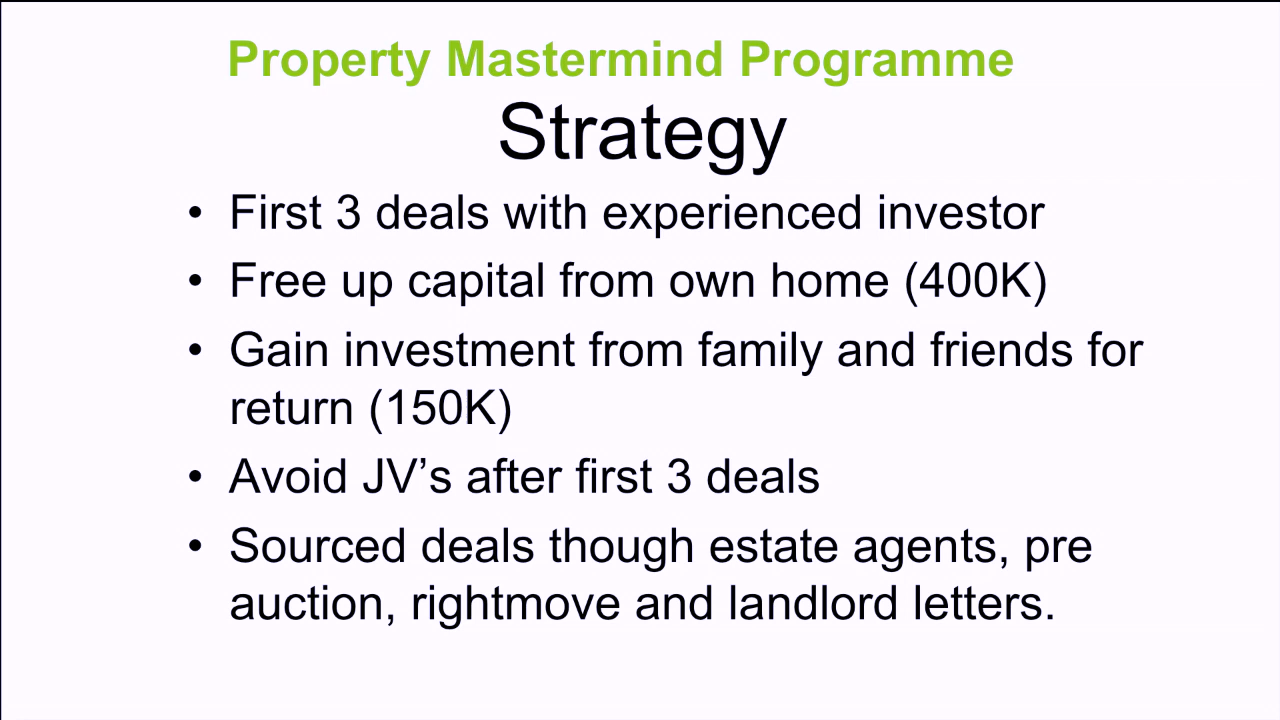 Property Mastermind Programme
Strategy
• First 3 deals with experienced investor
• Free up capital from own home (400K)
• Gain investment from family and friends for
return (150K)
• Avoid JV’s after first 3 deals
• Sourced deals though estate agents, pre
auction, rightmove and landlord letters.